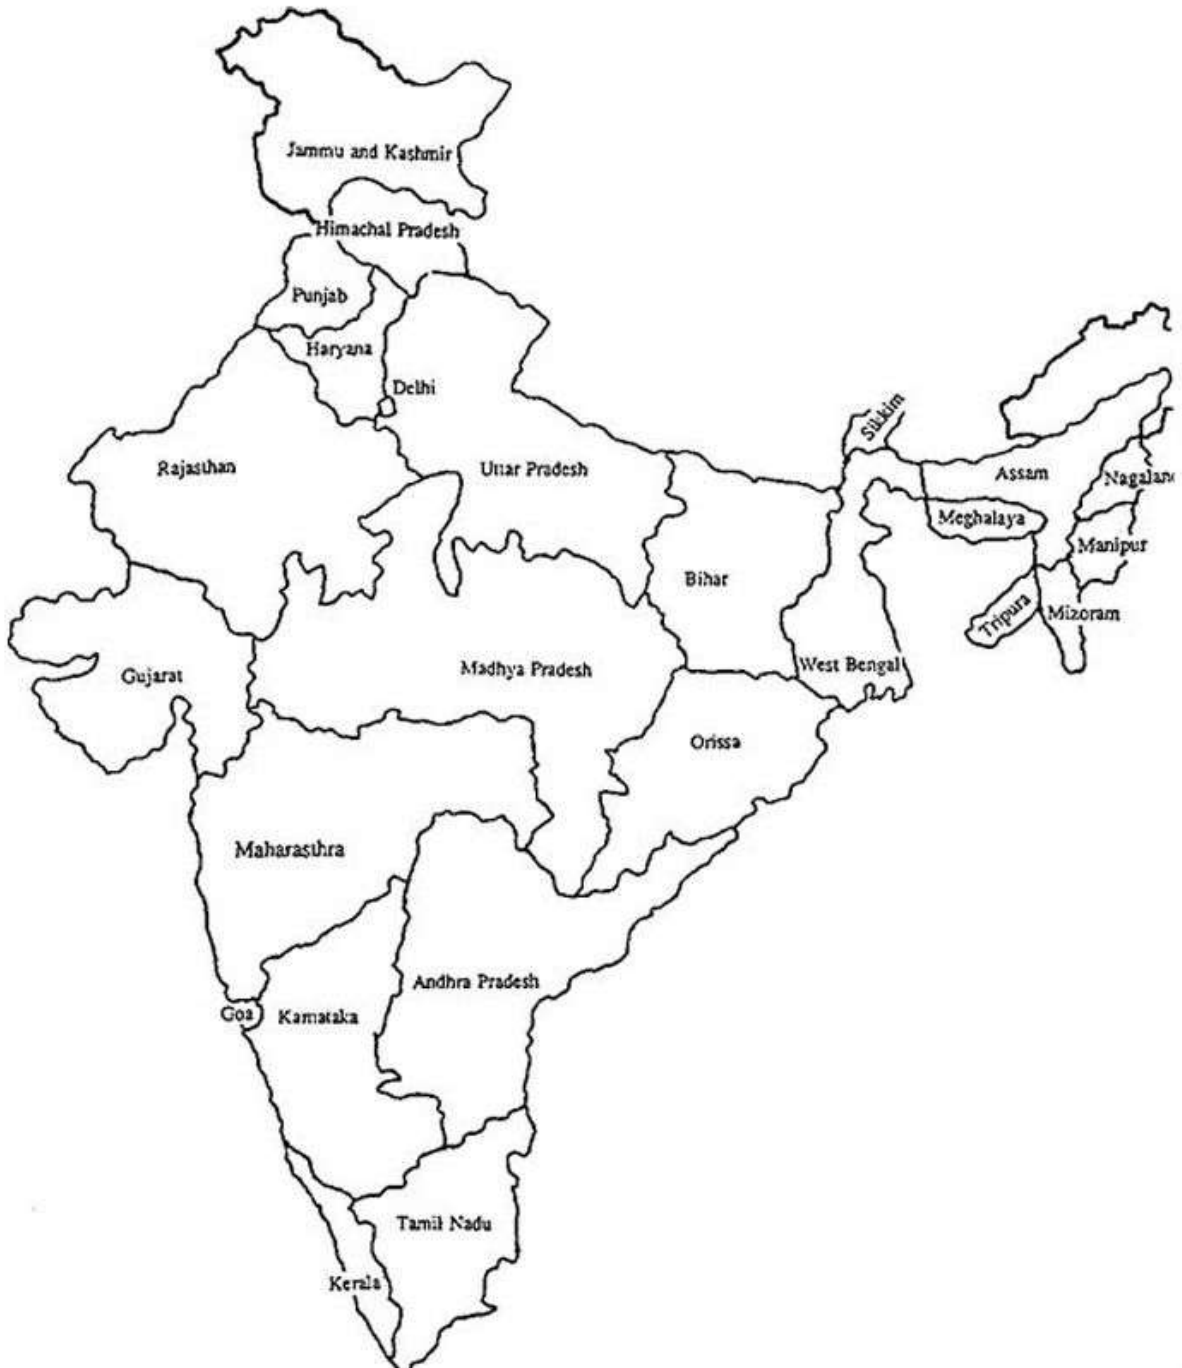 Jammu and Kashmir
Himachal Pradesh
Punjab
Haryana
Delhi
Sikkim
Rajasthan
Uttar Pradesh
Assam
Nagalan
Meghalaya
Manipur
Bihar
Tripura
Mizoram
Gujarat
Madhya Pradesh
West Bengal
Orissa
Maharasthra
Andhra Pradesh
Goa
Karnataka
Tamil Nadu
Kerala